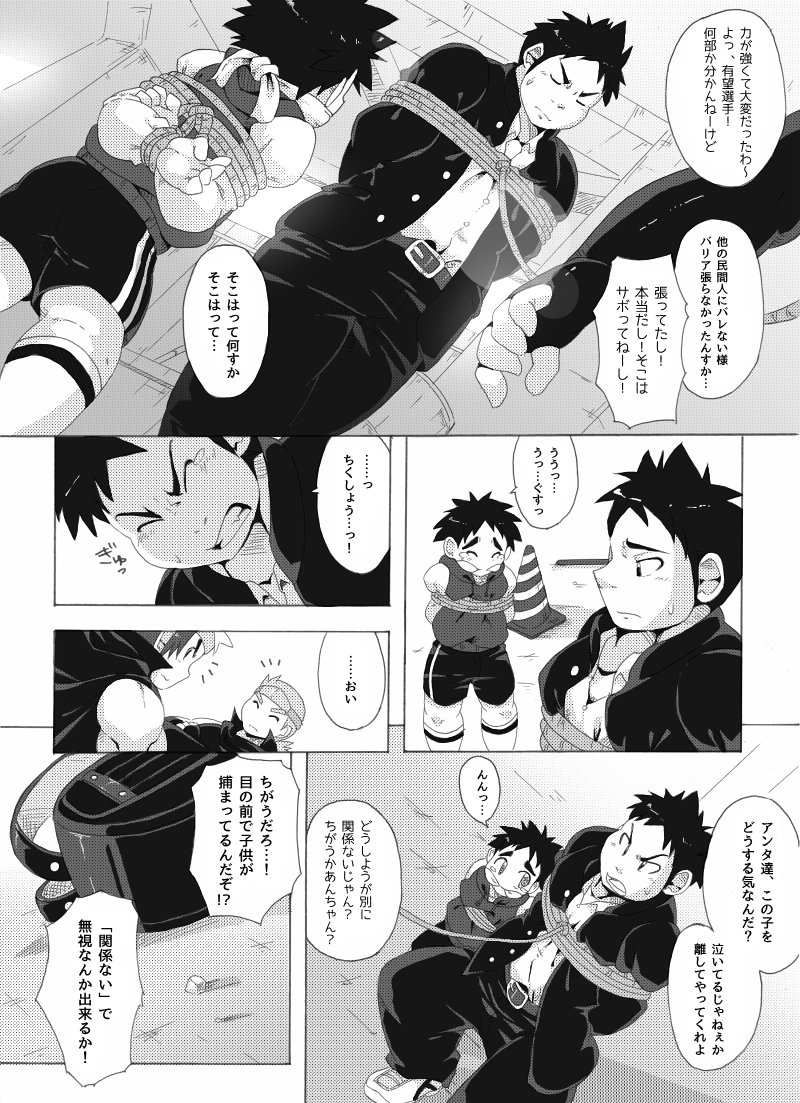 力が強くて大変だったわ～
よっ、有望選手！
何部か分かんねーけど
他の民間人にバレない様
バリア張らなかったんすか…
張ってたし！
本当だし！そこは
サボってねーし！
そこはって何すか
そこはって…
ううっ…
うっ…ぐすっ
……っ
ちくしょう…っ！
ぎゅっ
……おい
アンタ達、この子を
どうする気なんだ？
泣いてるじゃねぇか
離してやってくれよ
んんっ…
どうしようが別に
関係ないじゃん？
ちがうかあんちゃん？
ちがうだろ…！
目の前で子供が
捕まってるんだぞ!?
「関係ない」で
無視なんか出来るか！